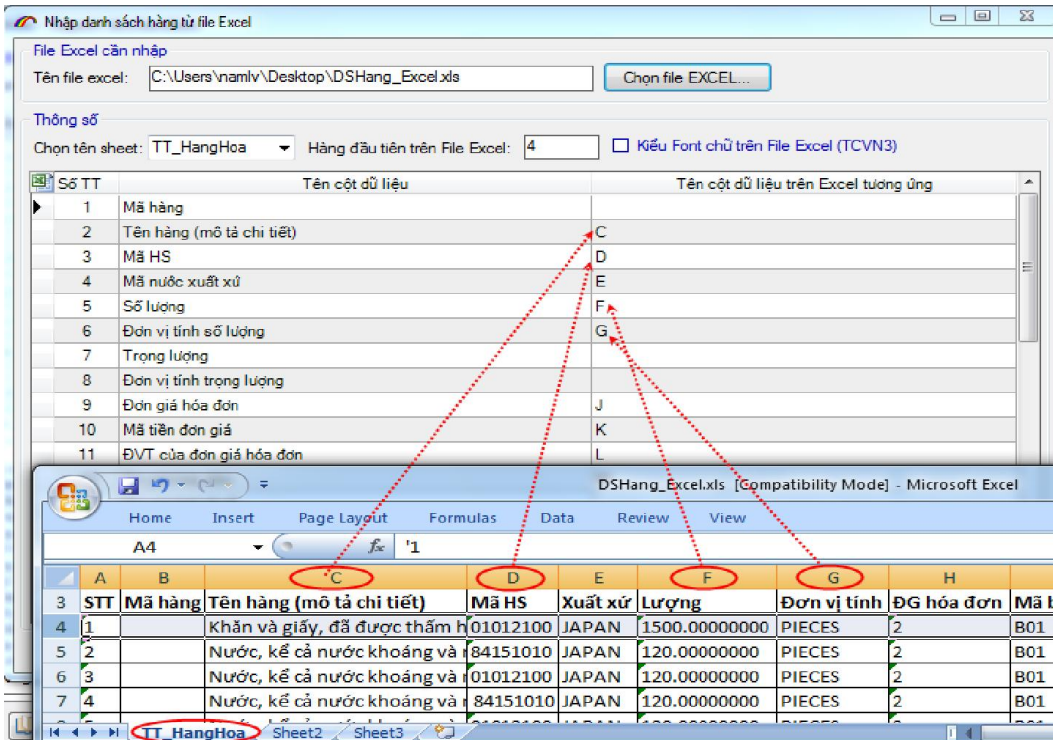 Nhập danh sách hàng từ file Excel
File Excel cần nhập
Tên file excel: C:\Users\namlv\Desktop\DSHang_Excel.xls Chọn file EXCEL...
Thông số
Chọn tên sheet: TT_HangHoa Hàng đầu tiên trên File Excel: 4 Kiểu Font chữ trên File Excel (TCVN3)
Số TT Tên cột dữ liệu Tên cột dữ liệu trên Excel tương ứng
1 Mã hàng
2 Tên hàng (mô tả chi tiết) C
3 Mã HS D
4 Mã nước xuất xứ E
5 Số lượng F
6 Đơn vị tính số lượng G
7 Trọng lượng
8 Đơn vị tính trọng lượng
9 Đơn giá hóa đơn J
10 Mã tiền đơn giá K
11 ĐVT của đơn giá hóa đơn L
DSHang_Excel.xls [Compatibility Mode] - Microsoft Excel
Home Insert Page Layout Formulas Data Review View
A4 fx '1
A B C D E F G H
3 STT Mã hàng Tên hàng (mô tả chi tiết) Mã HS Xuất xứ Lượng Đơn vị tính ĐG hóa đơn Mã b
4 1 Khăn và giấy, đã được thấm h 01012100 JAPAN 1500.00000000 PIECES 2 B01
5 2 Nước, kể cả nước khoáng và r 84151010 JAPAN 120.00000000 PIECES 2 B01
6 3 Nước, kể cả nước khoáng và r 01012100 JAPAN 120.00000000 PIECES 2 B01
7 4 Nước, kể cả nước khoáng và r 84151010 JAPAN 120.00000000 PIECES 2 B01
TT_HangHoa Sheet2 Sheet3